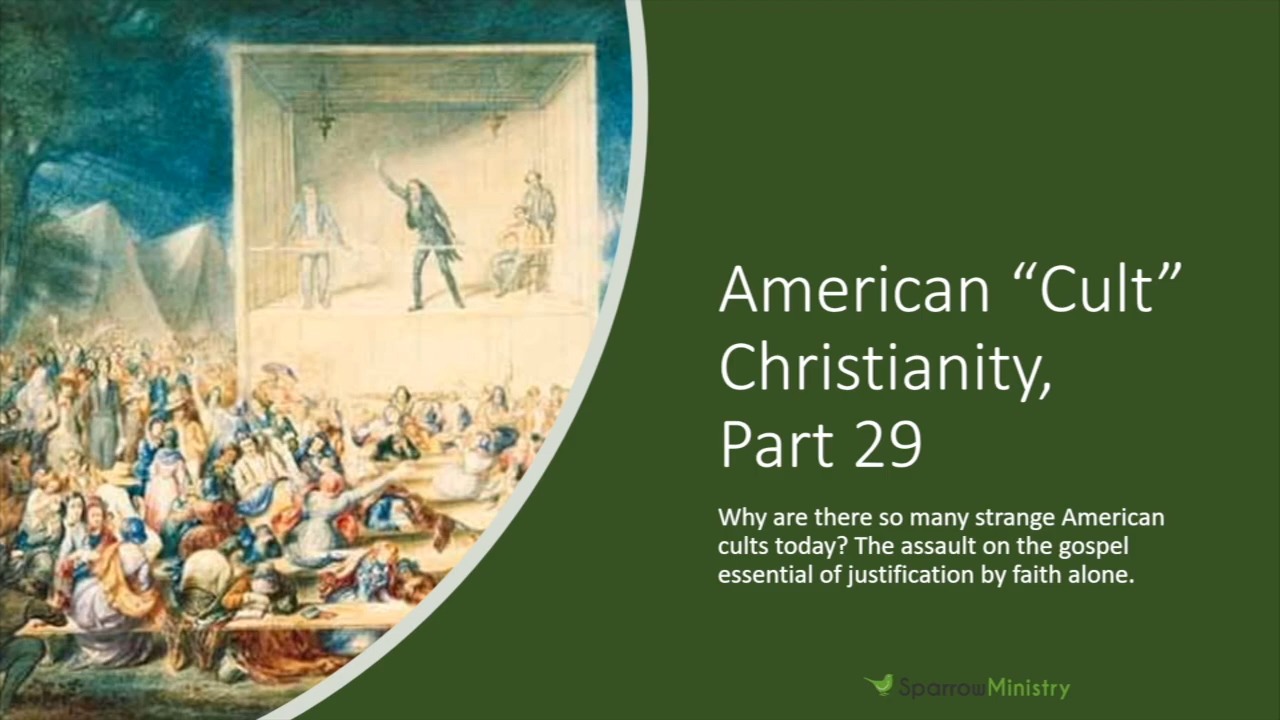 American “Cult”
Christianity,
Part 29
Why are there so many strange American
cults today? The assault on the gospel
essential of justification by faith alone.
SparrowMinistry